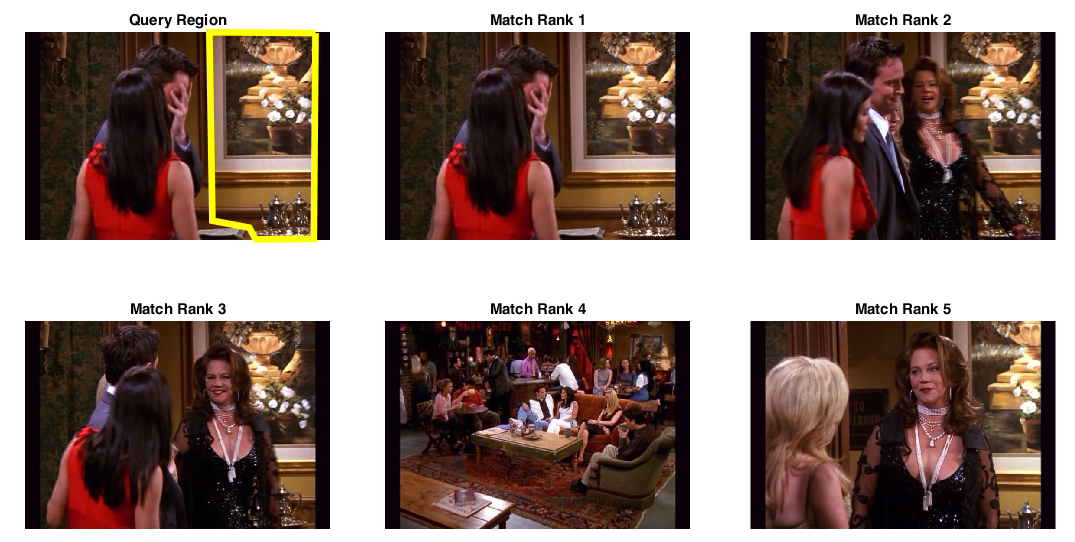 Query Region
Match Rank 1
Match Rank 2
Match Rank 3
Match Rank 4
Match Rank 5